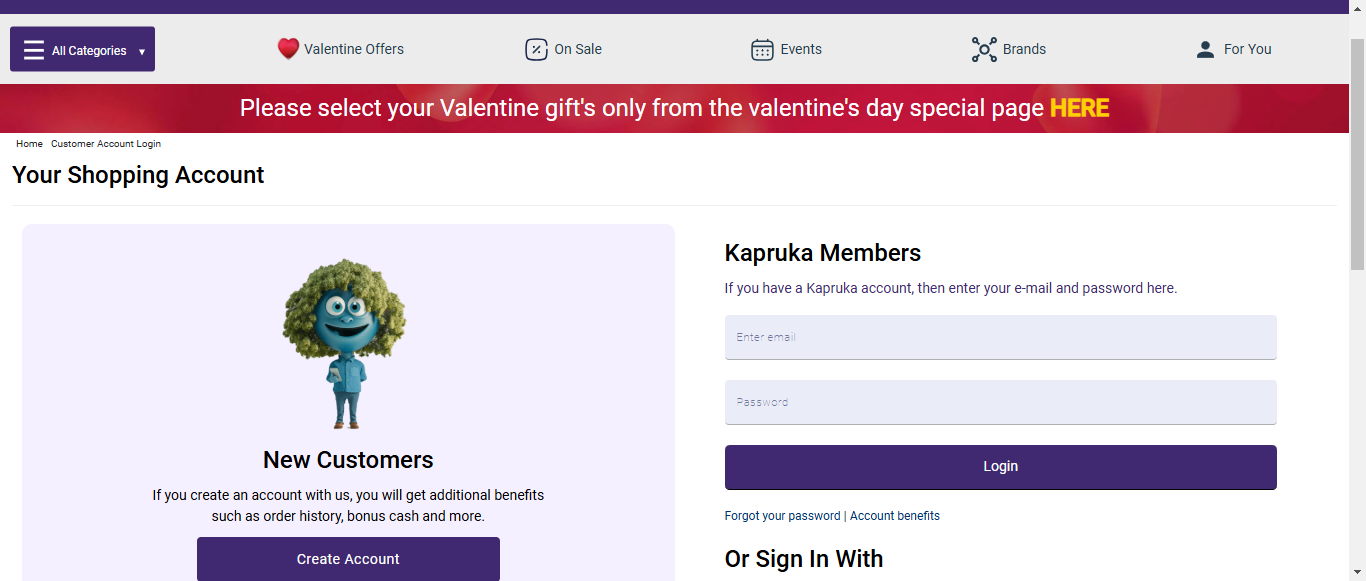 All Categories ▾
Valentine Offers
On Sale
Events
Brands
For You
Please select your Valentine gift's only from the valentine's day special page HERE
Home Customer Account Login
Your Shopping Account
New Customers
If you create an account with us, you will get additional benefits
such as order history, bonus cash and more.
Create Account
Kapruka Members
If you have a Kapruka account, then enter your e-mail and password here.
Enter email
Password
Login
Forgot your password | Account benefits
Or Sign In With